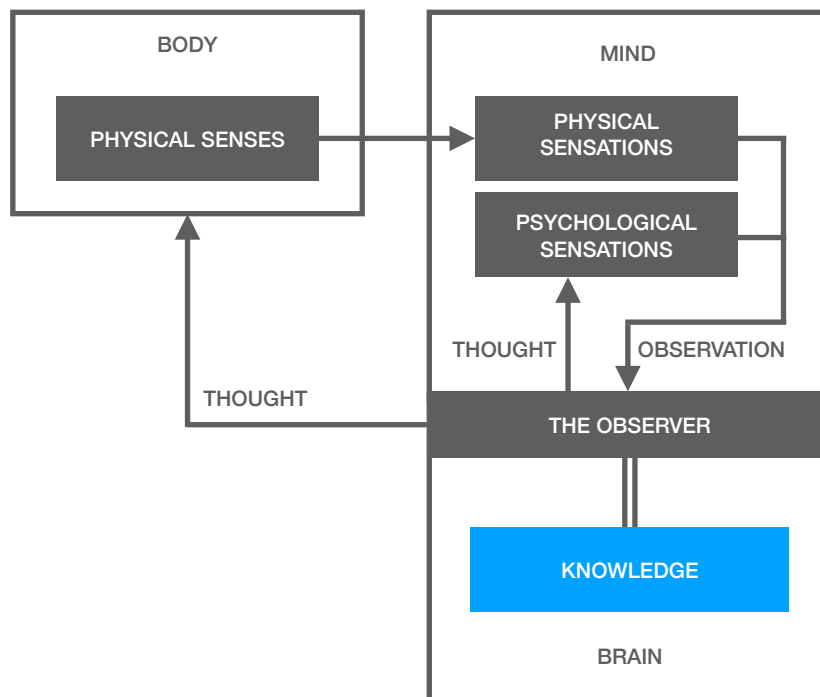 BODY
MIND
PHYSICAL SENSES
PHYSICAL
SENSATIONS
PSYCHOLOGICAL
SENSATIONS
THOUGHT
OBSERVATION
THOUGHT
THE OBSERVER
KNOWLEDGE
BRAIN